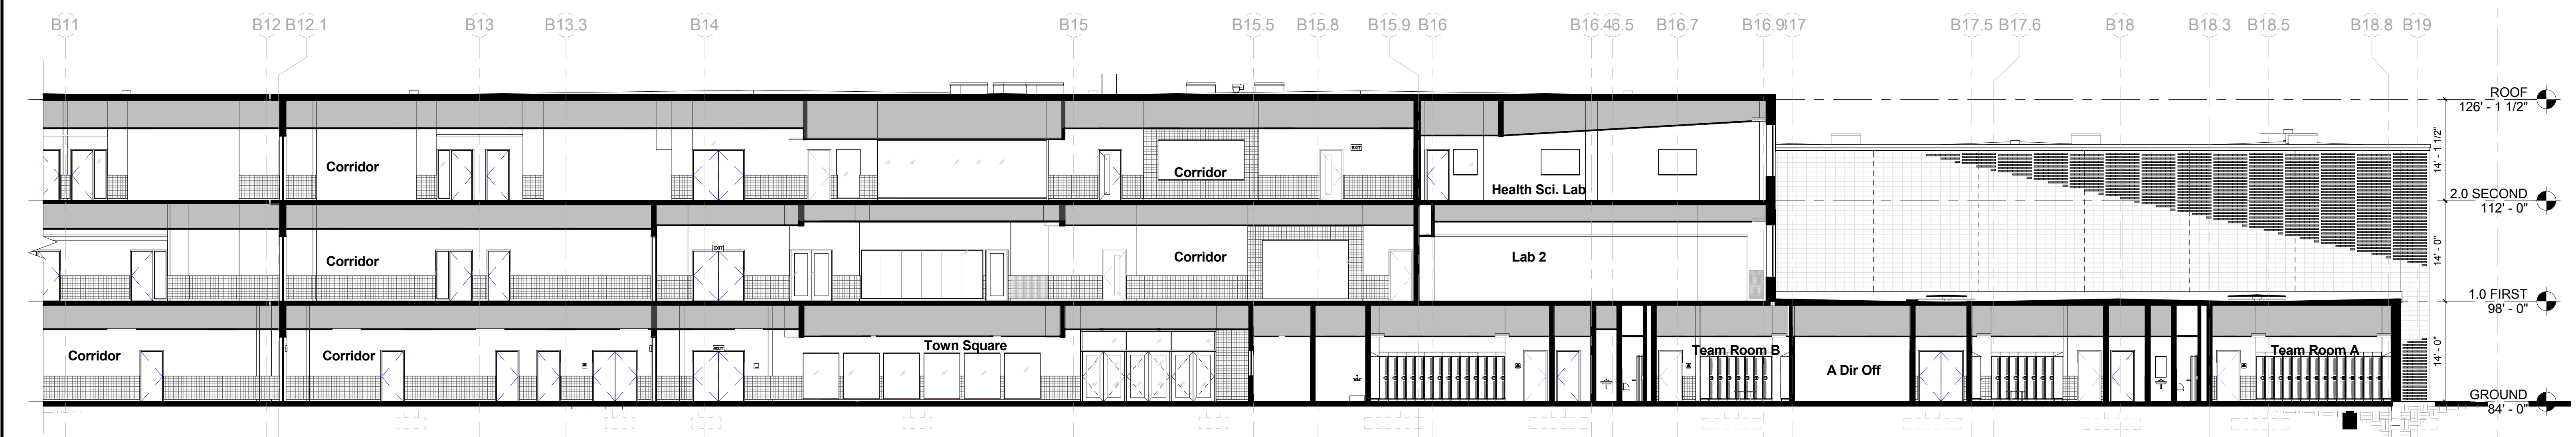 B11
B12
B12.1
B13
B13.3
B14
B15
B15.5
B15.8
B15.9
B16
B16.4
B16.7
B16.9
B17.5
B17.6
B18
B18.3
B18.5
B18.8
B19
ROOF
126' - 1 1/2"
14' - 1 1/2"
Corridor
EXIT
Corridor
Health Sci. Lab
2.0 SECOND
112' - 0"
14' - 0"
Corridor
EXIT
Corridor
Lab 2
1.0 FIRST
98' - 0"
14' - 0"
Corridor
Corridor
EXIT
Town Square
Team Room B
A Dir Off
Team Room A
GROUND
84' - 0"